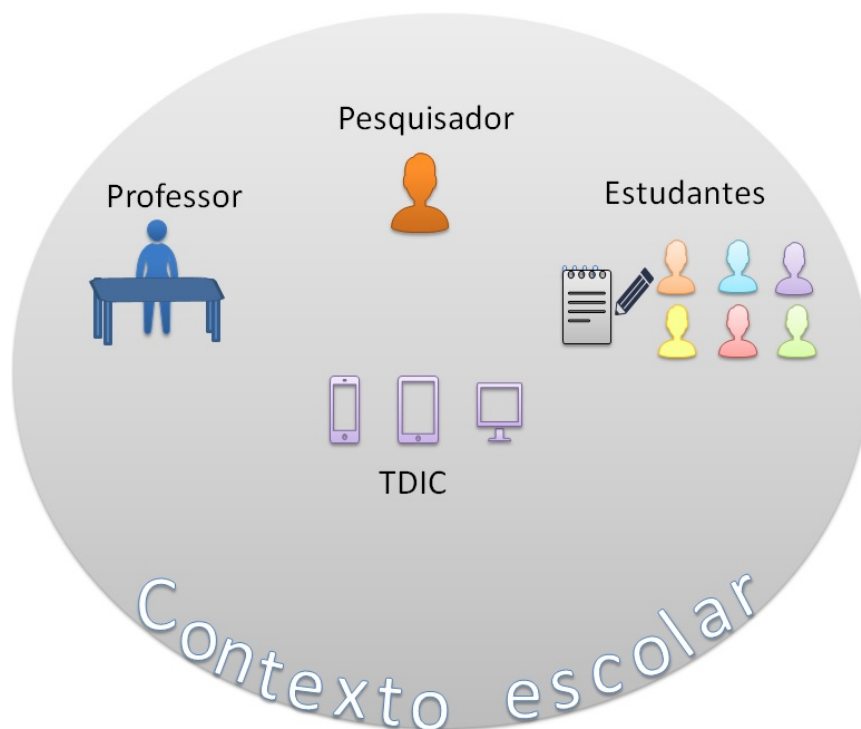 Pesquisador
Professor
Estudantes
TDIC
Contexto escolar